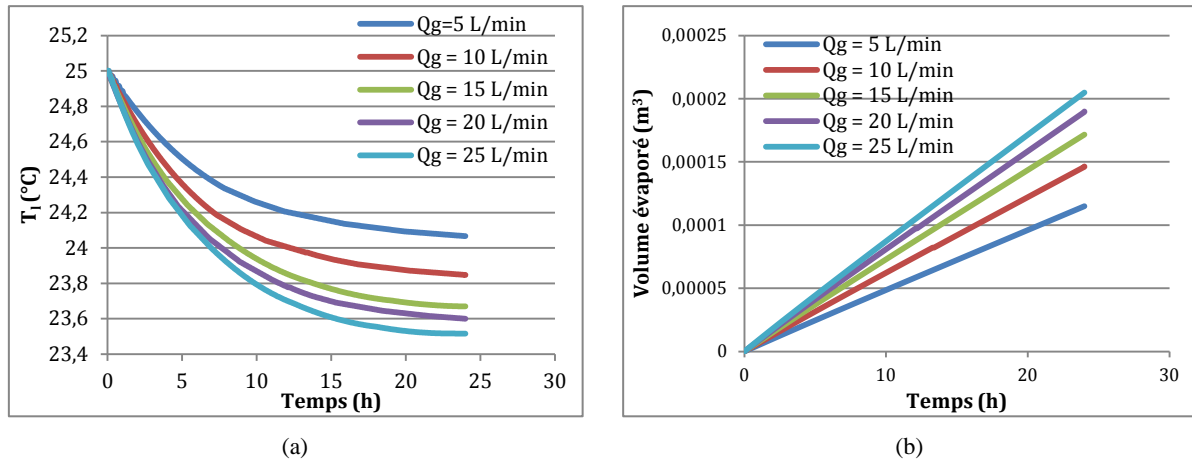 25,2
25
24,8
24,6
24,4
24,2
24
23,8
23,6
23,4
T₁ (°C)
0
5
10
15
20
25
30
Temps (h)
Qg=5 L/min
Qg = 10 L/min
Qg = 15 L/min
Qg = 20 L/min
Qg = 25 L/min
(a)
0,00025
0,0002
0,00015
0,0001
0,00005
0
Volume évaporé (m³)
0
10
20
30
Temps (h)
Qg = 5 L/min
Qg = 10 L/min
Qg = 15 L/min
Qg = 20 L/min
Qg = 25 L/min
(b)